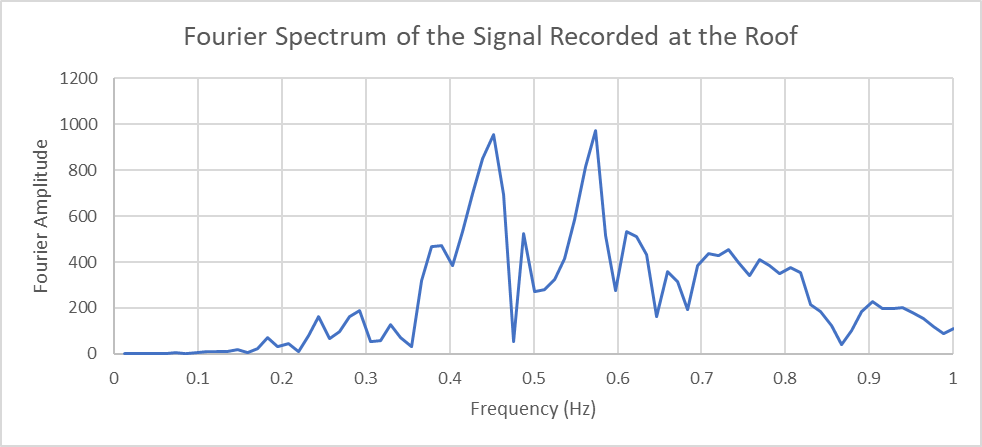 Fourier Spectrum of the Signal Recorded at the Roof
1200
1000
800
600
400
200
0
Fourier Amplitude
0 0.1 0.2 0.3 0.4 0.5 0.6 0.7 0.8 0.9 1
Frequency (Hz)